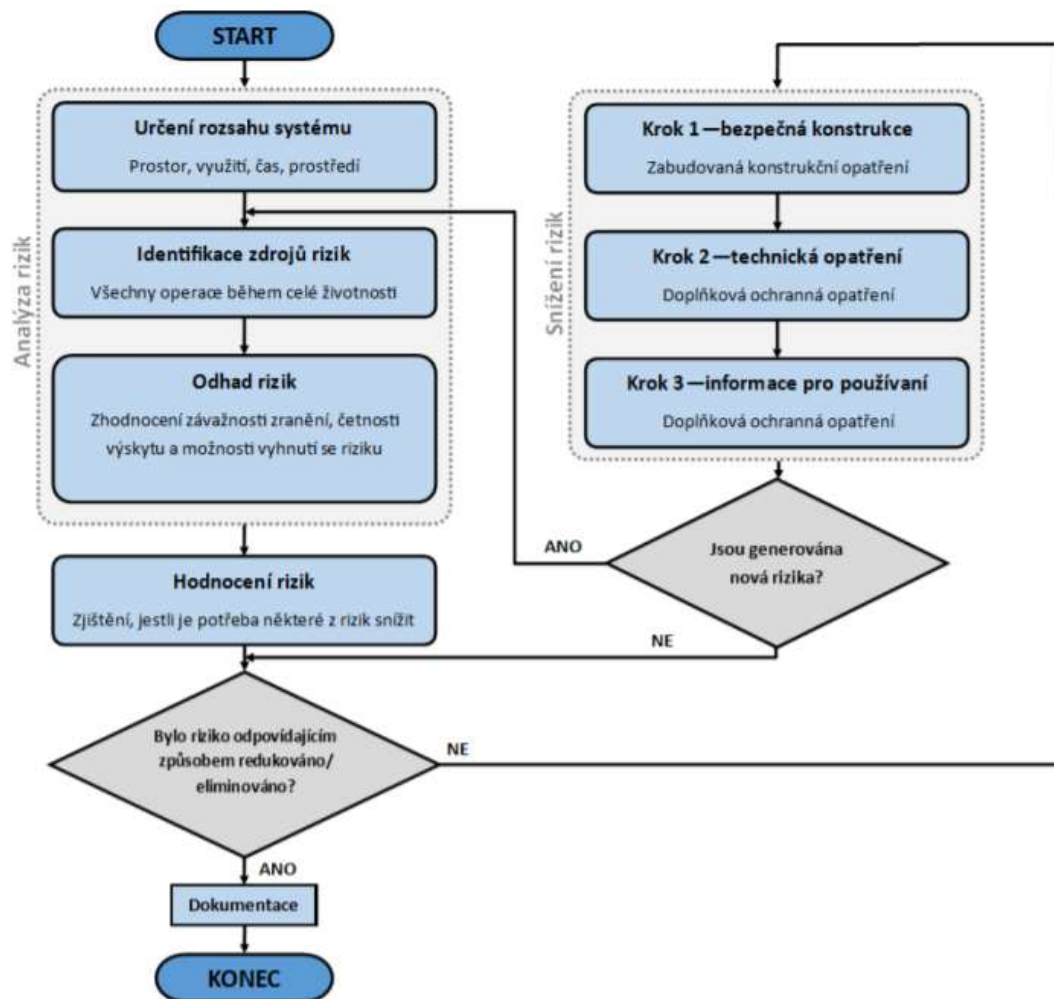 START
Analýza rizik
Určení rozsahu systému
Prostor, využití, čas, prostředí
Identifikace zdrojů rizik
Všechny operace během celé životnosti
Odhad rizik
Zhodnocení závažnosti zranění, četnosti
výskytu a možnosti vyhnutí se riziku
Hodnocení rizik
Zjištění, jestli je potřeba některé z rizik snížit
Bylo riziko odpovídajícím
způsobem redukováno/
eliminováno?
NE
ANO
Dokumentace
KONEC
Snížení rizik
Krok 1—bezpečná konstrukce
Zabudovaná konstrukční opatření
Krok 2—technická opatření
Doplňková ochranná opatření
Krok 3—informace pro používaní
Doplňková ochranná opatření
Jsou generována
nová rizika?
ANO
NE